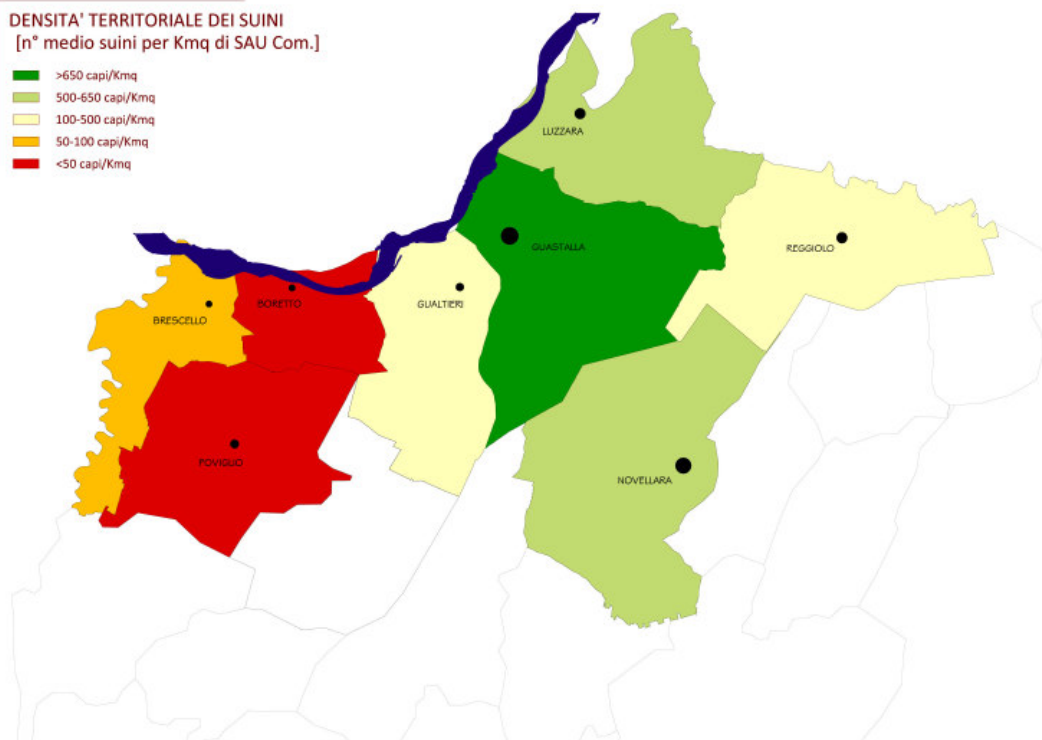 DENSITA' TERRITORIALE DEI SUINI
[n° medio suini per Kmq di SAU Com.]
>650 capi/Kmq
500-650 capi/Kmq
100-500 capi/Kmq
50-100 capi/Kmq
<50 capi/Kmq
LUZZARA
GUASTALLA
REGGIOLO
GUALTIERI
BORETTO
BRESCELLO
POVIGLIO
NOVELLARA